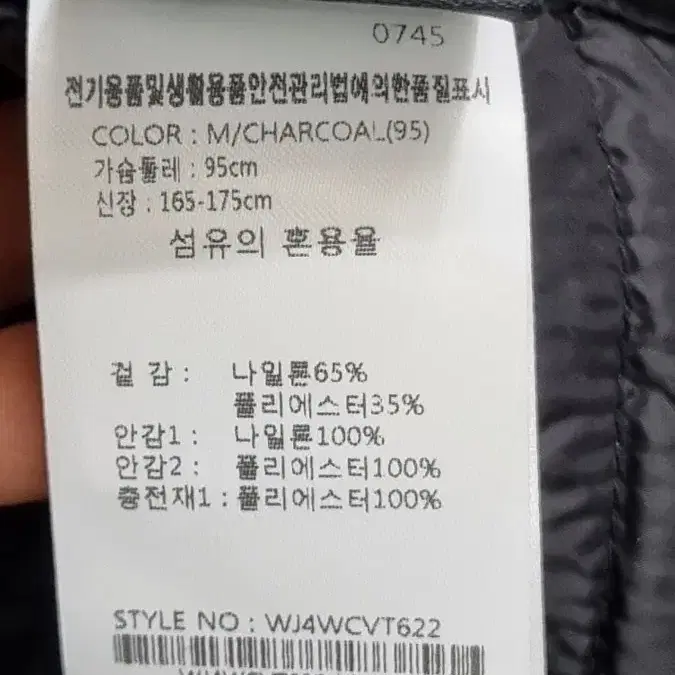 0745
전기용품및생활용품안전관리법에의한품질표시
COLOR : M/CHARCOAL(95)
가슴둘레 : 95cm
신장 : 165-175cm
섬유의 혼용율
겉 감 : 나일론65%
폴리에스터35%
안감1 : 나일론100%
안감2 : 폴리에스터100%
충전재1 : 폴리에스터100%
STYLE NO : WJ4WCVT622